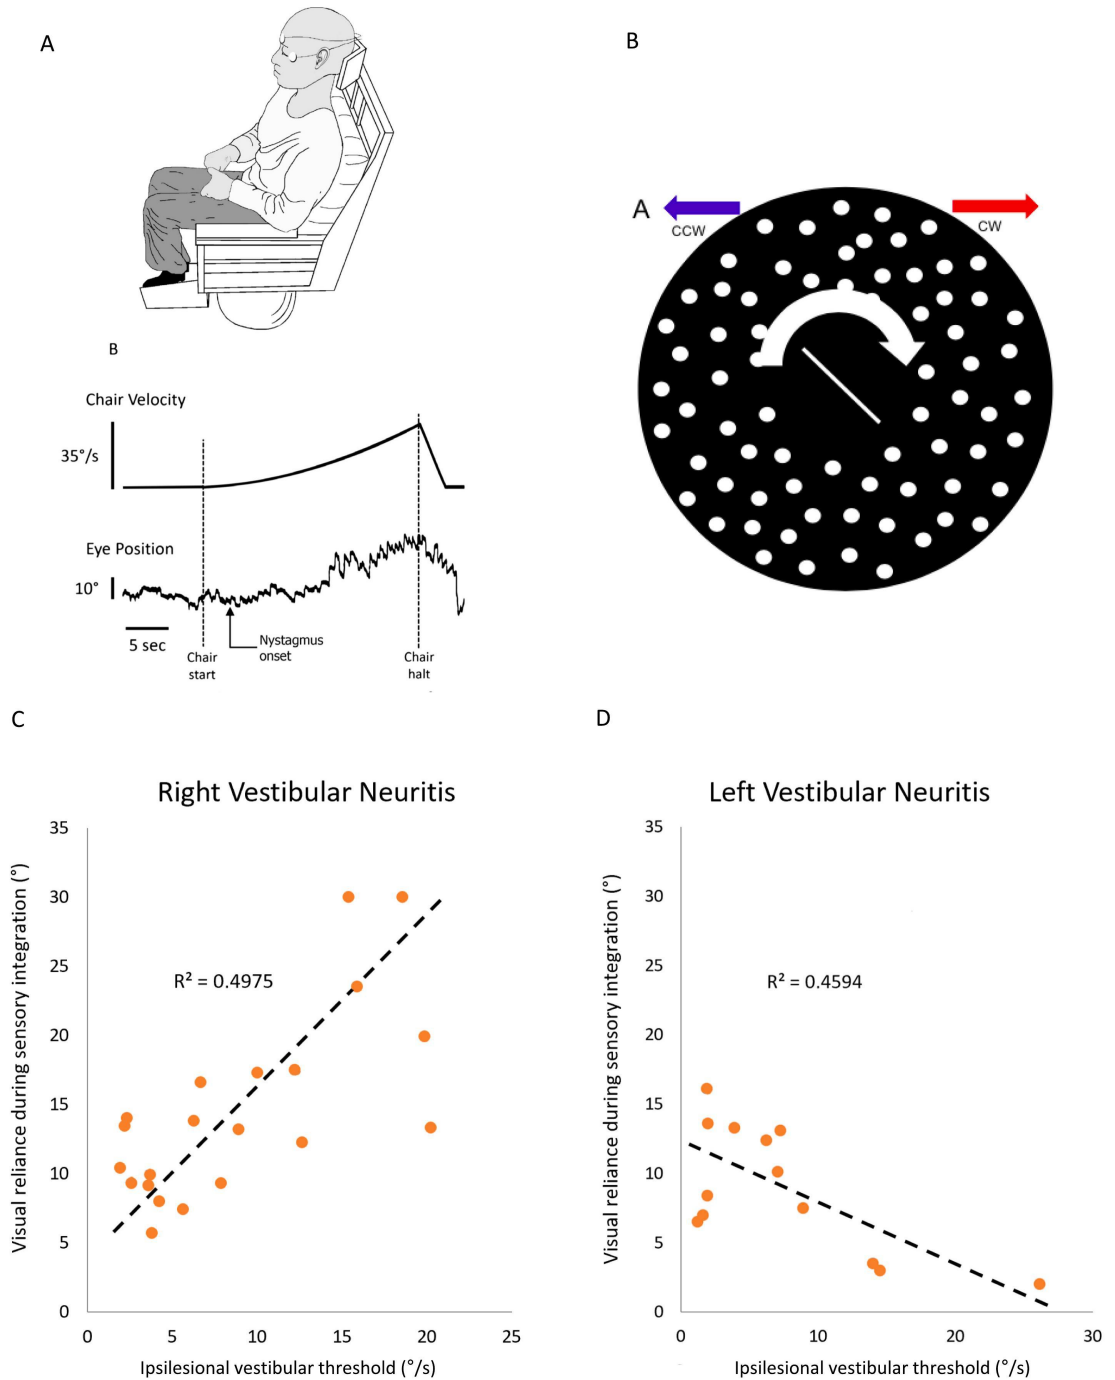 A
B
A
CCW
CW
B
Chair Velocity
35°/s
Eye Position
10°
5 sec
Chair
start
Nystagmus
onset
Chair
halt
C
D
Right Vestibular Neuritis
Left Vestibular Neuritis
Visual reliance during sensory integration (°)
35
30
25
20
15
10
5
0
R² = 0.4975
0 5 10 15 20 25
Ipsilesional vestibular threshold (°/s)
Visual reliance during sensory integration (°)
35
30
25
20
15
10
5
0
R² = 0.4594
0 10 20 30
Ipsilesional vestibular threshold (°/s)